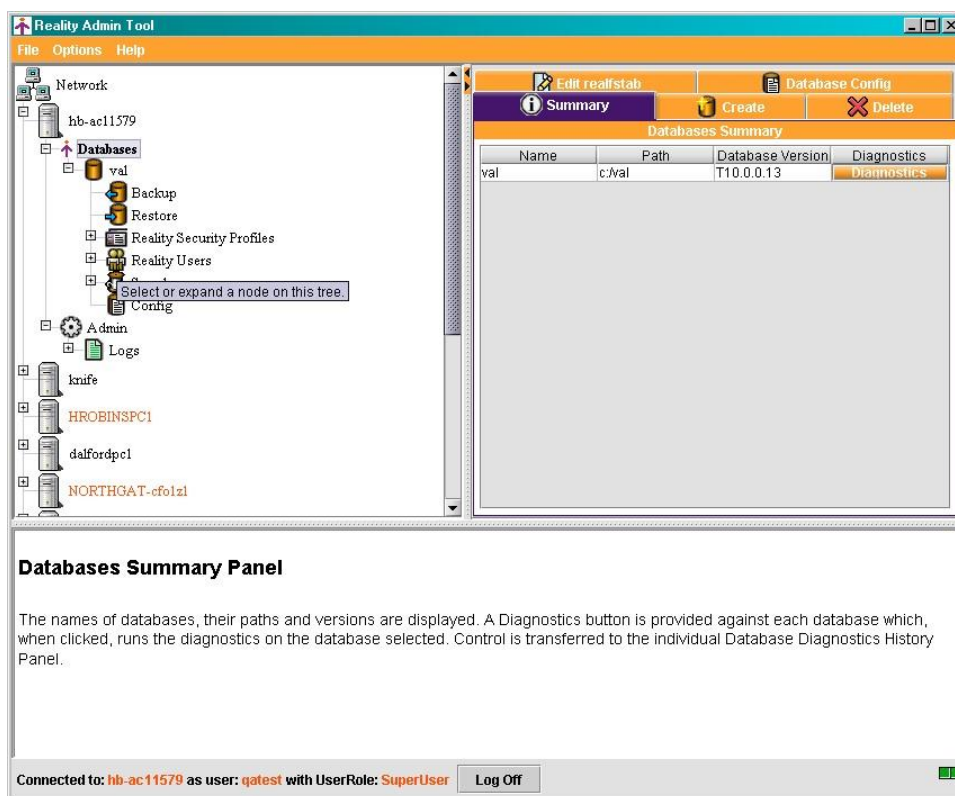 Reality Admin Tool
File Options Help
Network
hb-ac11579
Databases
val
Backup
Restore
Reality Security Profiles
Reality Users
Select or expand a node on this tree.
Config
Admin
Logs
knife
HROBINSPC1
dalfordpc1
NORTHGAT-cfo1z1
Edit realfstab
Database Config
Summary
Create
Delete
Databases Summary
Name Path Database Version Diagnostics
val c:/val T10.0.0.13 Diagnostics
Databases Summary Panel
The names of databases, their paths and versions are displayed. A Diagnostics button is provided against each database which,
when clicked, runs the diagnostics on the database selected. Control is transferred to the individual Database Diagnostics History
Panel.
Connected to: hb-ac11579 as user: qatest with UserRole: SuperUser Log Off